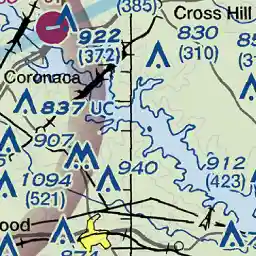 (385)
Cross Hill
922
(372)
830
(310)
Coronaca
837 UC
907
940
912
(423)
1094
(521)
ood